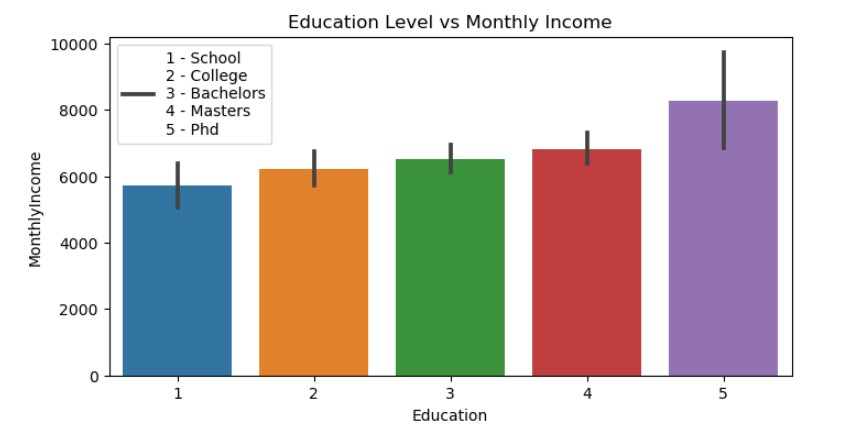 Education Level vs Monthly Income
10000
8000
6000
4000
2000
0
MonthlyIncome
1 - School
2 - College
3 - Bachelors
4 - Masters
5 - Phd
1 2 3 4 5
Education